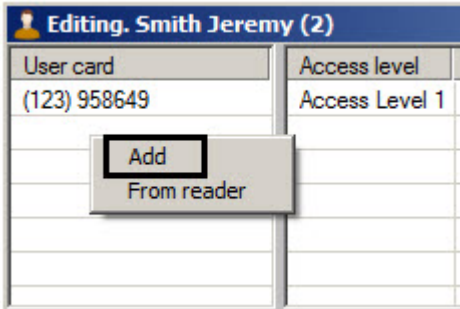 Editing. Smith Jeremy (2)
User card Access level
(123) 958649 Access Level 1
Add
From reader